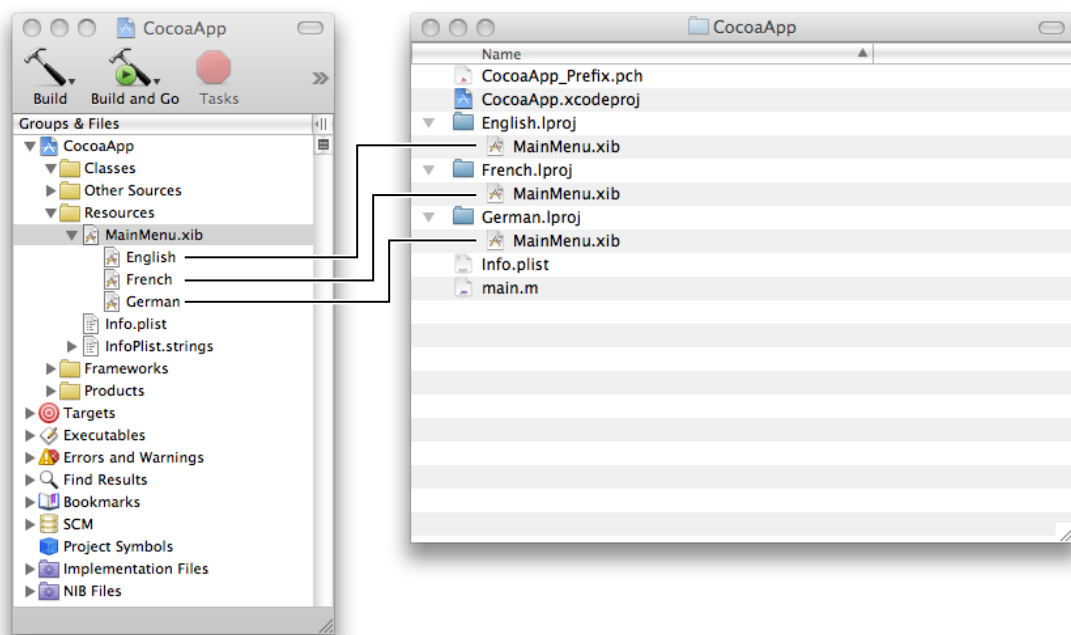 CocoaApp
Build
Build and Go
Tasks
Groups & Files
CocoaApp
Classes
Other Sources
Resources
MainMenu.xib
English
French
German
Info.plist
InfoPlist.strings
Frameworks
Products
Targets
Executables
Errors and Warnings
Find Results
Bookmarks
SCM
Project Symbols
Implementation Files
NIB Files
CocoaApp
Name
CocoaApp_Prefix.pch
CocoaApp.xcodeproj
English.lproj
MainMenu.xib
French.lproj
MainMenu.xib
German.lproj
MainMenu.xib
Info.plist
main.m